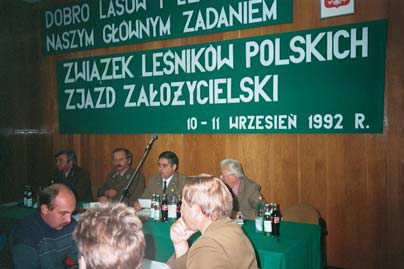 DOBRO LASÓW I
NASZYM GŁÓWNYM ZADANIEM
ZWIĄZEK LEŚNIKÓW POLSKICH
ZJAZD ZAŁOŻYCIELSKI
10-11 WRZESIEŃ 1992 R.